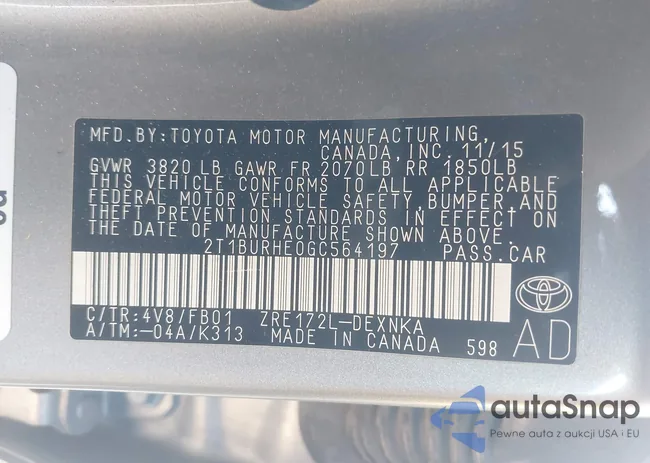 MFD.BY:TOYOTA MOTOR MANUFACTURING,
CANADA, INC. 11/15
GVWR 3820 LB GAWR FR 2070LB RR 1850LB
THIS VEHICLE CONFORMS TO ALL APPLICABLE
FEDERAL MOTOR VEHICLE SAFETY, BUMPER, AND
THEFT PREVENTION STANDARDS IN EFFECT ON
THE DATE OF MANUFACTURE SHOWN ABOVE.
2T1BURHE0GC564197 PASS.CAR
C/TR:4V8/FB01 ZRE172L-DEXNKA
A/TM:-04A/K313 MADE IN CANADA 598 AD
autaSnap
Pewne auta z aukcji USA i EU